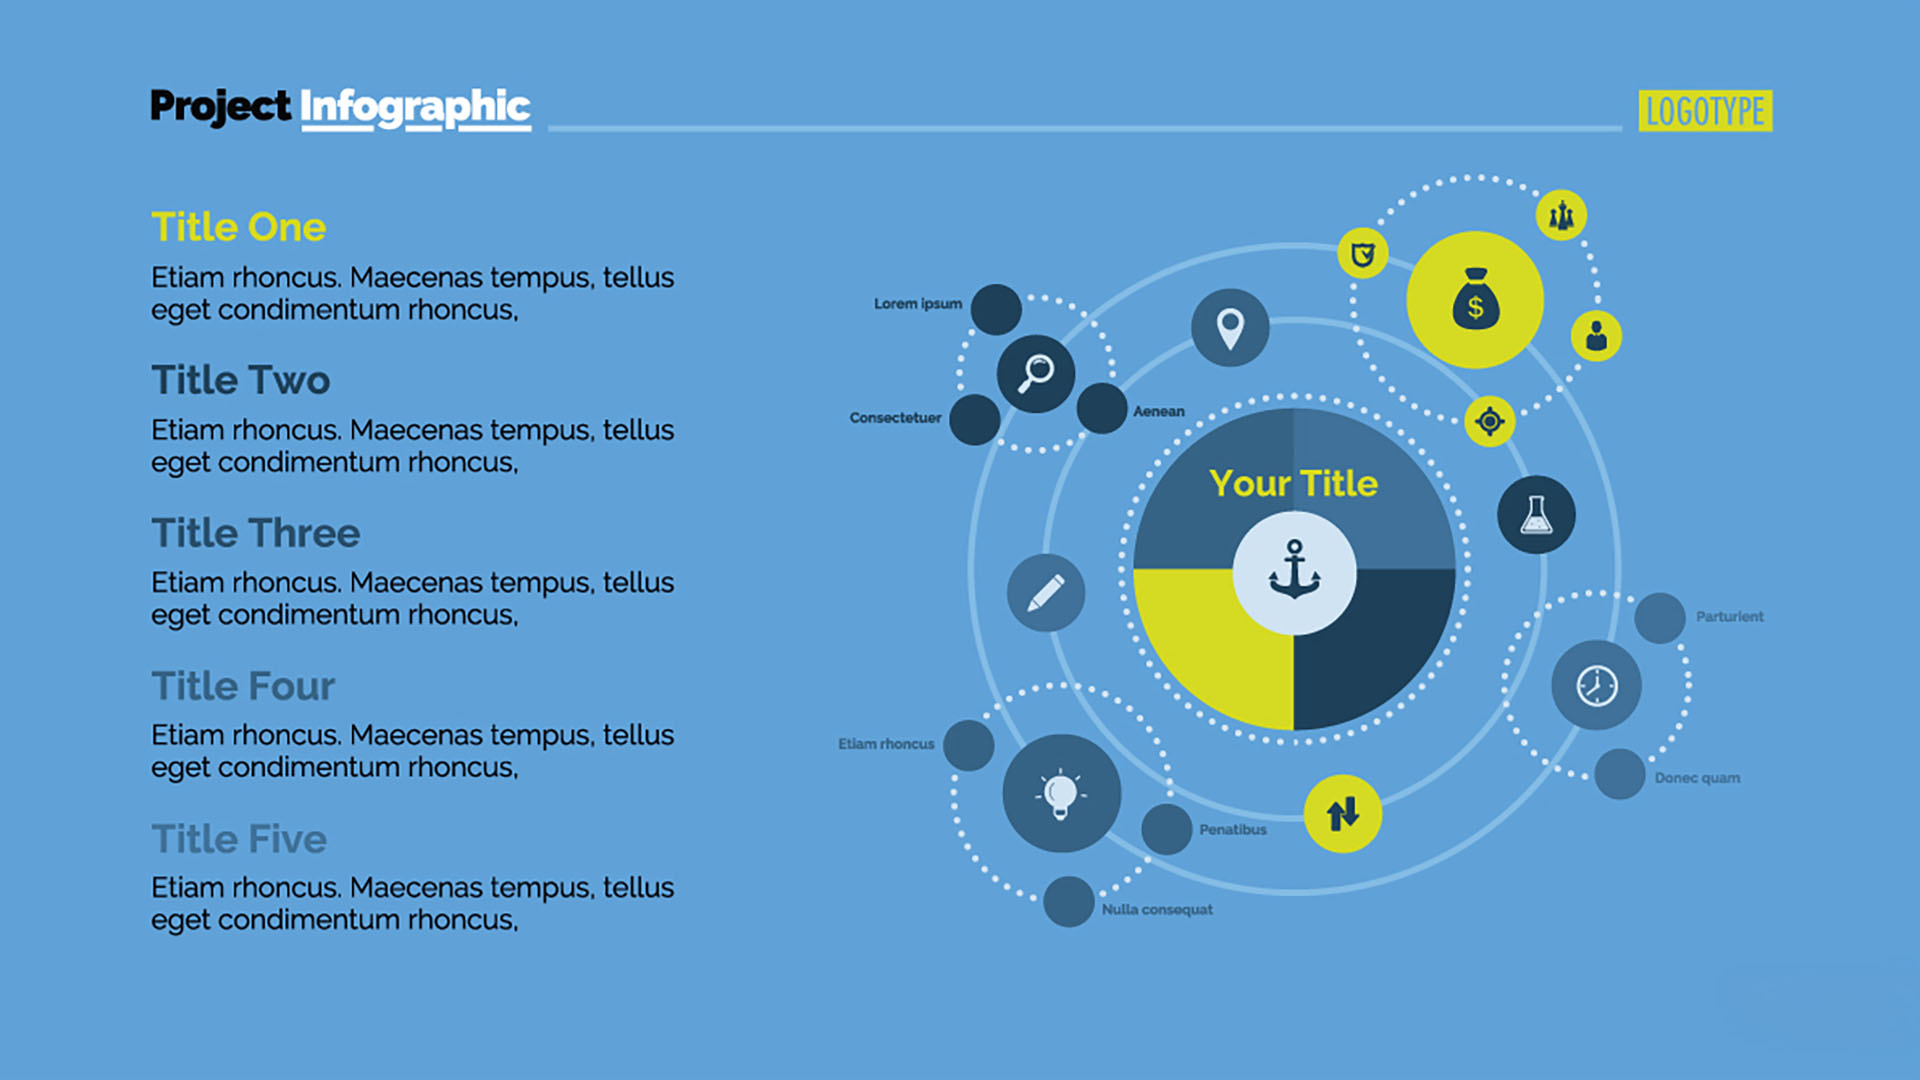 Project Infographic
LOGOTYPE
Title One
Etiam rhoncus. Maecenas tempus, tellus
eget condimentum rhoncus,
Title Two
Etiam rhoncus. Maecenas tempus, tellus
eget condimentum rhoncus,
Title Three
Etiam rhoncus. Maecenas tempus, tellus
eget condimentum rhoncus,
Title Four
Etiam rhoncus. Maecenas tempus, tellus
eget condimentum rhoncus,
Title Five
Etiam rhoncus. Maecenas tempus, tellus
eget condimentum rhoncus,
Lorem ipsum
Consectetuer
Aenean
$
Your Title
Parturient
Donec quam
Etiam rhoncus
Penatibus
Nulla consequat